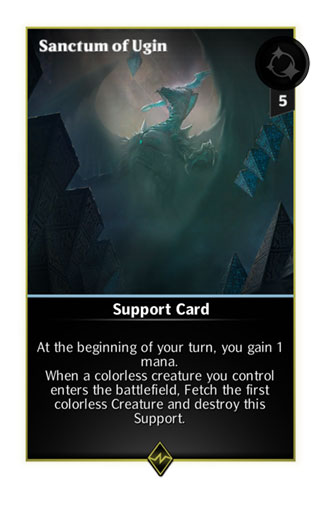 Sanctum of Ugin
5
Support Card
At the beginning of your turn, you gain 1
mana.
When a colorless creature you control
enters the battlefield, Fetch the first
colorless Creature and destroy this
Support.